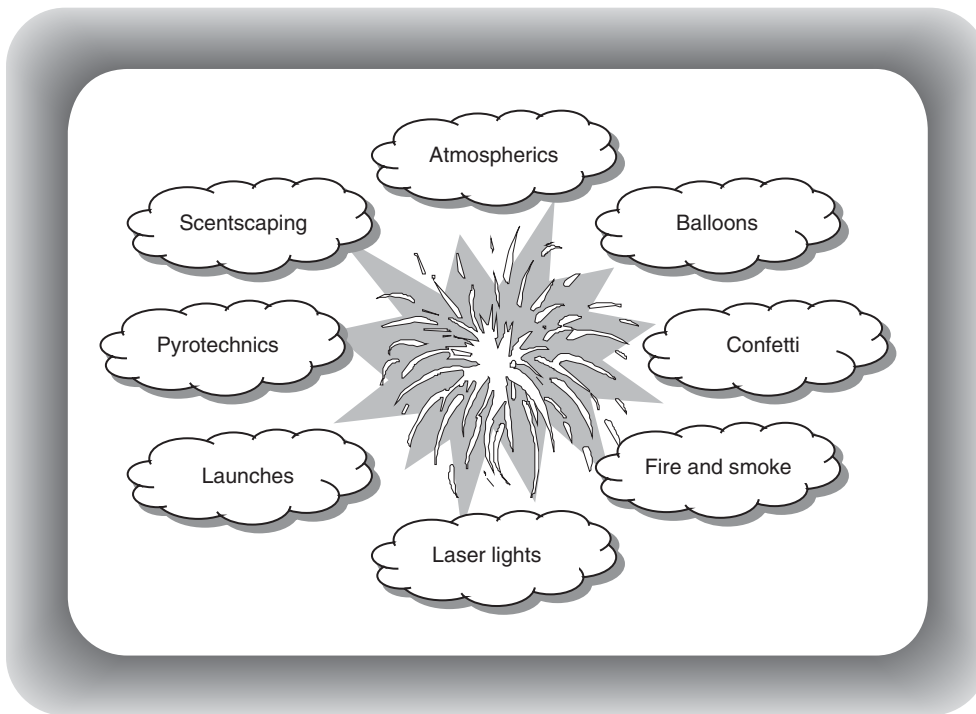 Atmospherics
Scentscaping
Balloons
Pyrotechnics
Confetti
Launches
Fire and smoke
Laser lights